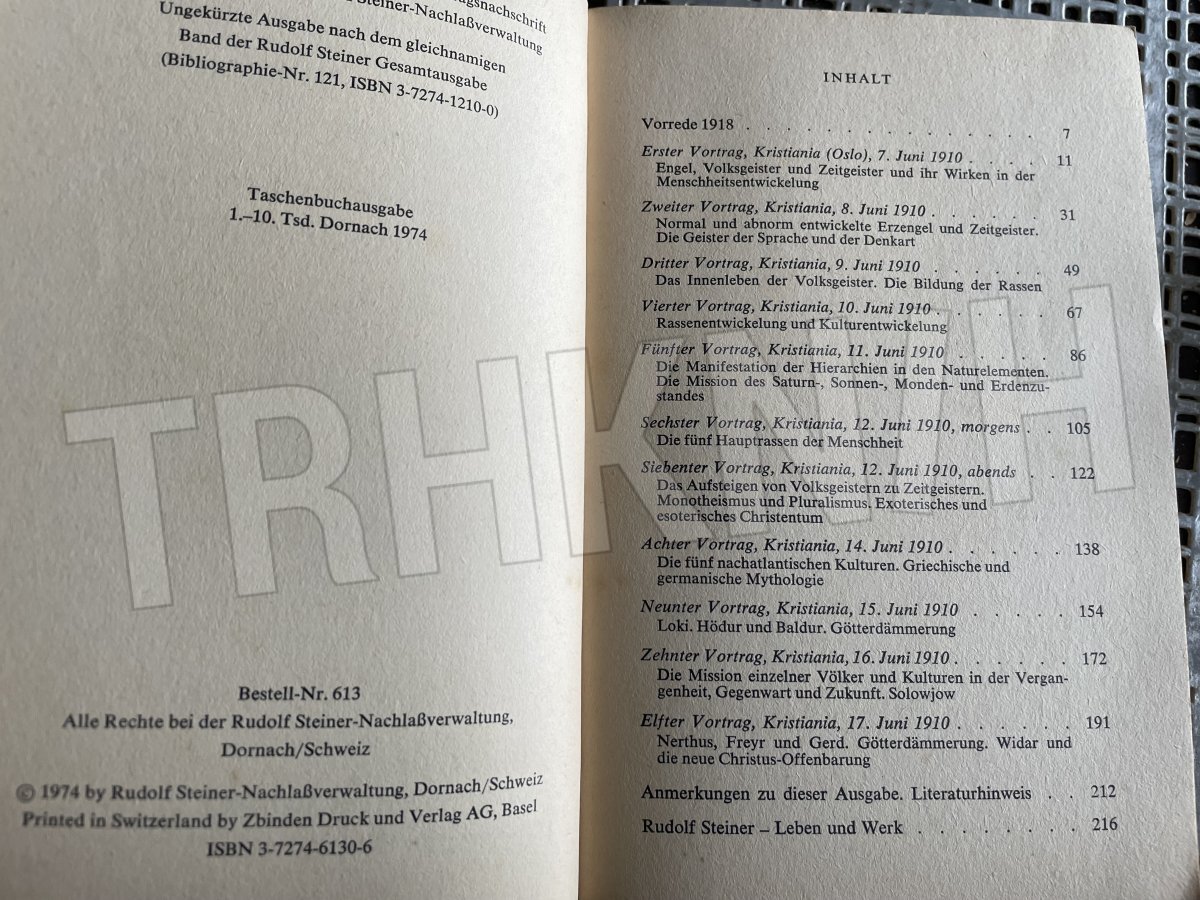 gsnachschrift
Steiner-Nachlaßverwaltung
Ungekürzte Ausgabe nach dem gleichnamigen
Band der Rudolf Steiner Gesamtausgabe
(Bibliographie-Nr. 121, ISBN 3-7274-1210-0)
Taschenbuchausgabe
1.–10. Tsd. Dornach 1974
Bestell-Nr. 613
Alle Rechte bei der Rudolf Steiner-Nachlaßverwaltung,
Dornach/Schweiz
© 1974 by Rudolf Steiner-Nachlaßverwaltung, Dornach/Schweiz
Printed in Switzerland by Zbinden Druck und Verlag AG, Basel
ISBN 3-7274-6130-6
INHALT
Vorrede 1918 . . . . . . . . . . . . . . . 7
Erster Vortrag, Kristiania (Oslo), 7. Juni 1910 . . . . 11
Engel, Volksgeister und Zeitgeister und ihr Wirken in der
Menschheitsentwickelung
Zweiter Vortrag, Kristiania, 8. Juni 1910 . . . . . . 31
Normal und abnorm entwickelte Erzengel und Zeitgeister.
Die Geister der Sprache und der Denkart
Dritter Vortrag, Kristiania, 9. Juni 1910 . . . . . . 49
Das Innenleben der Volksgeister. Die Bildung der Rassen
Vierter Vortrag, Kristiania, 10. Juni 1910 . . . . . . 67
Rassenentwickelung und Kulturentwickelung
Fünfter Vortrag, Kristiania, 11. Juni 1910 . . . . . 86
Die Manifestation der Hierarchien in den Naturelementen.
Die Mission des Saturn-, Sonnen-, Monden- und Erdenzu-
standes
Sechster Vortrag, Kristiania, 12. Juni 1910, morgens . . 105
Die fünf Hauptrassen der Menschheit
Siebenter Vortrag, Kristiania, 12. Juni 1910, abends . . 122
Das Aufsteigen von Volksgeistern zu Zeitgeistern.
Monotheismus und Pluralismus. Exoterisches und
esoterisches Christentum
Achter Vortrag, Kristiania, 14. Juni 1910 . . . . . . 138
Die fünf nachatlantischen Kulturen. Griechische und
germanische Mythologie
Neunter Vortrag, Kristiania, 15. Juni 1910 . . . . . 154
Loki. Hödur und Baldur. Götterdämmerung
Zehnter Vortrag, Kristiania, 16. Juni 1910 . . . . . . 172
Die Mission einzelner Völker und Kulturen in der Vergan-
genheit, Gegenwart und Zukunft. Solowjow
Elfter Vortrag, Kristiania, 17. Juni 1910 . . . . . . 191
Nerthus, Freyr und Gerd. Götterdämmerung. Widar und
die neue Christus-Offenbarung
Anmerkungen zu dieser Ausgabe. Literaturhinweis . . 212
Rudolf Steiner – Leben und Werk . . . . . . . . 216